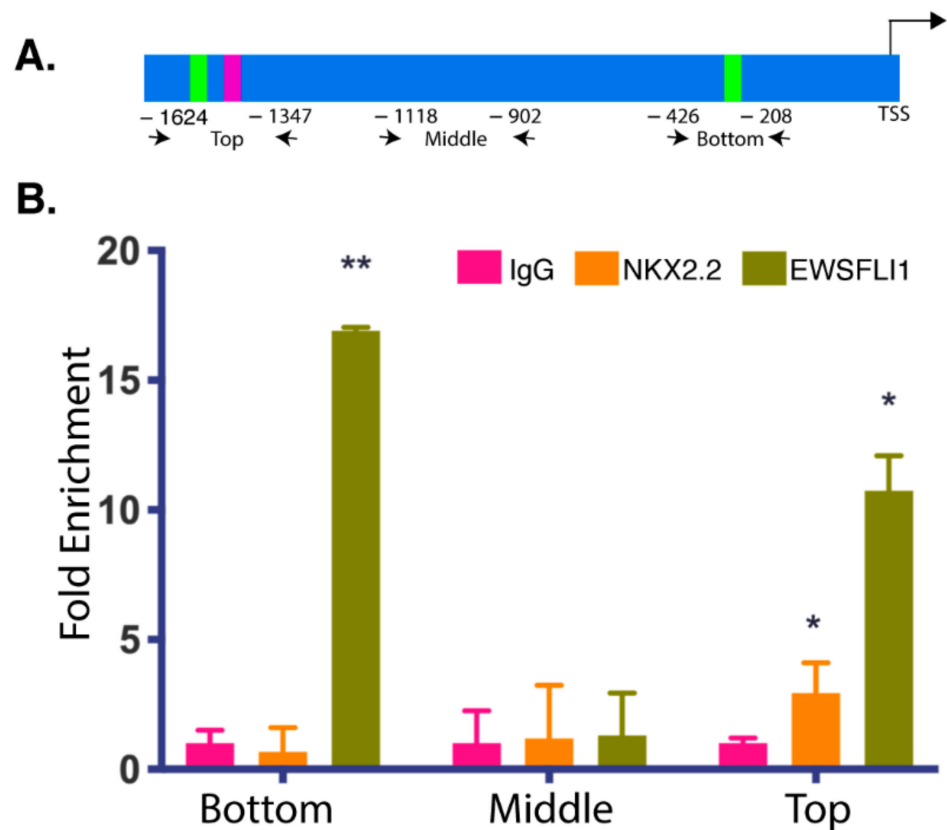 A.
– 1624 – 1347 – 1118 – 902 – 426 – 208 TSS
Top Middle Bottom
B.
** IgG NKX2.2 EWSFLI1
Fold Enrichment
20
15
10
5
0
*
*
Bottom Middle Top